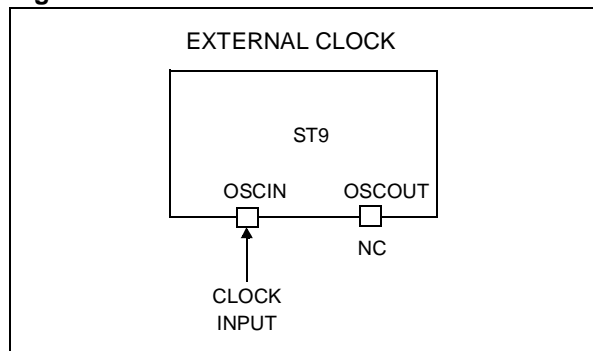 EXTERNAL CLOCK
ST9
OSCIN OSCOUT
NC
CLOCK
INPUT